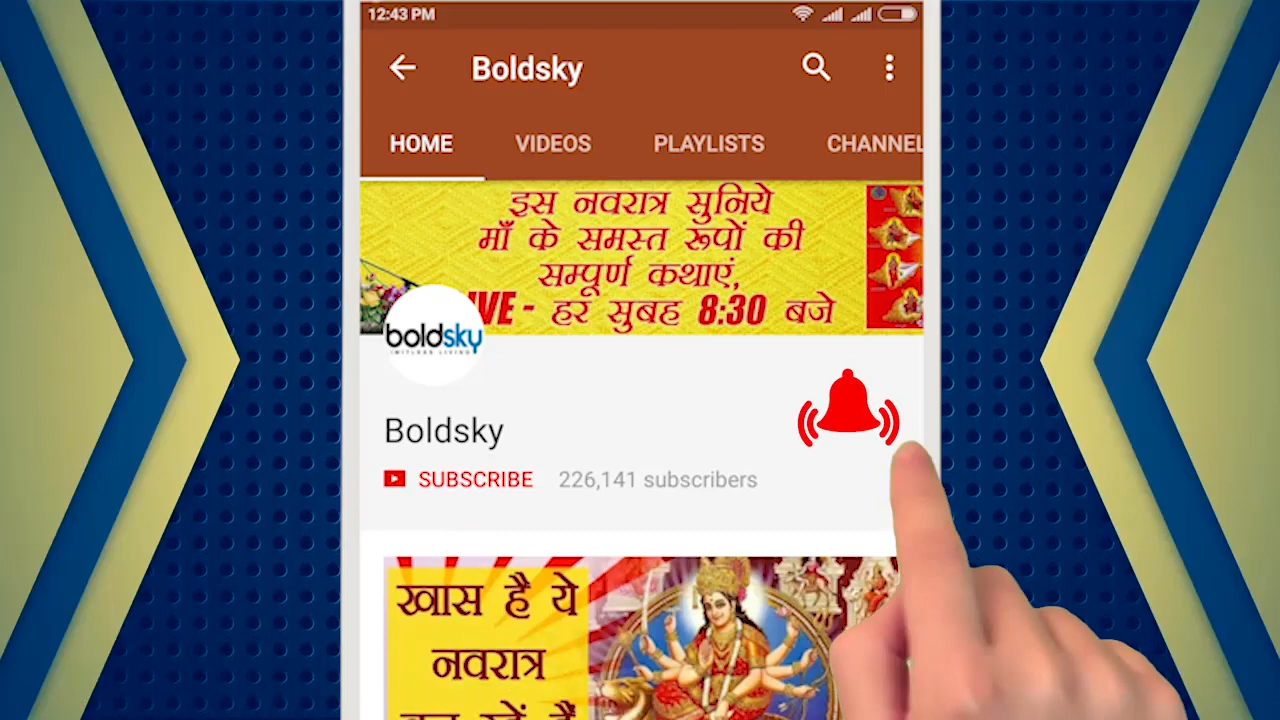 12:43 PM
Boldsky
HOME VIDEOS PLAYLISTS CHANNEL
इस नवरात्र सुनिये
माँ के समस्त रूपों की
सम्पूर्ण कथाएं,
IVE - हर सुबह 8:30 बजे
boldsky
Boldsky
SUBSCRIBE 226,141 subscribers
खास है ये
नवरात्र